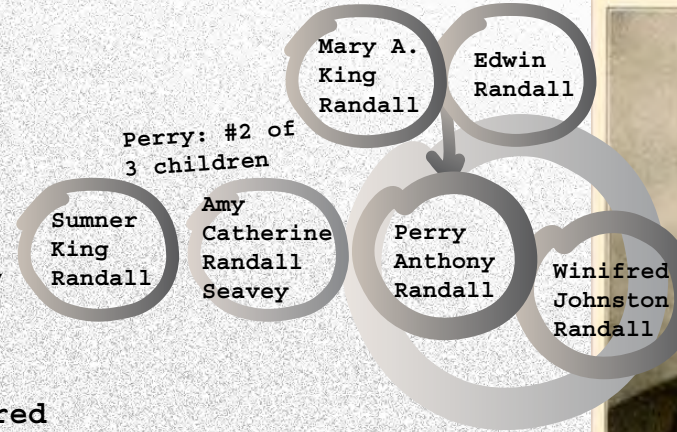 Mary A.
King
Randall
Edwin
Randall
Perry: #2 of
3 children
Sumner
King
Randall
Amy
Catherine
Randall
Seavey
Perry
Anthony
Randall
Winifred
Johnston
Randall
red